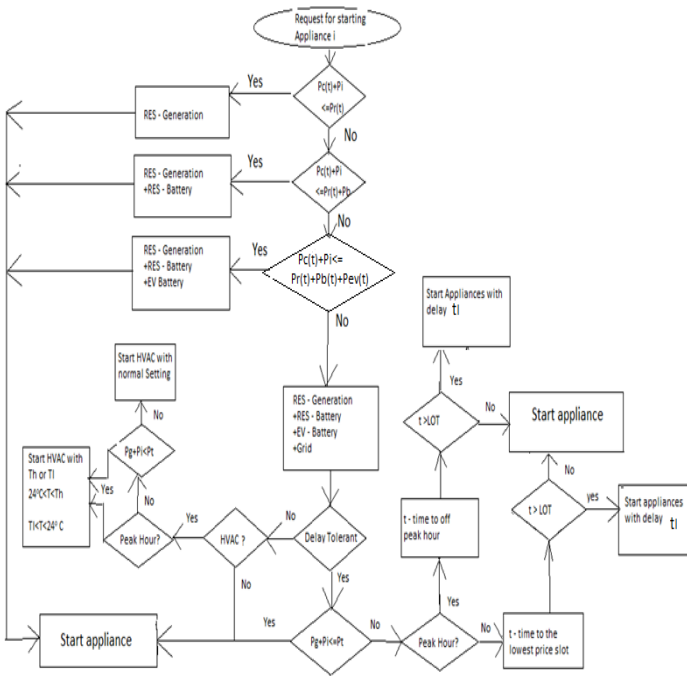 Request for starting
Appliance i
Pc(t)+Pi
<=Pr(t)
Yes
RES - Generation
No
Pc(t)+Pi
<=Pr(t)+Pb
Yes
RES - Generation
+RES - Battery
No
Pc(t)+Pi<=
Pr(t)+Pb(t)+Pev(t)
Yes
RES - Generation
+RES - Battery
+EV Battery
No
RES - Generation
+RES - Battery
+EV - Battery
+Grid
Delay Tolerant
No
HVAC ?
Yes
Peak Hour?
No
Yes
Pg+Pi<Pt
No
Start HVAC with
normal Setting
Start HVAC with
Th or Tl
24°C<T<Th
Tl<T<24° C
No
Yes
Pg+Pi<=Pt
Yes
Start appliance
No
Peak Hour?
Yes
t - time to off
peak hour
t >LOT
Yes
Start Appliances with
delay tl
No
Start appliance
No
t - time to the
lowest price slot
t > LOT
No
yes
Start appliances
with delay tl